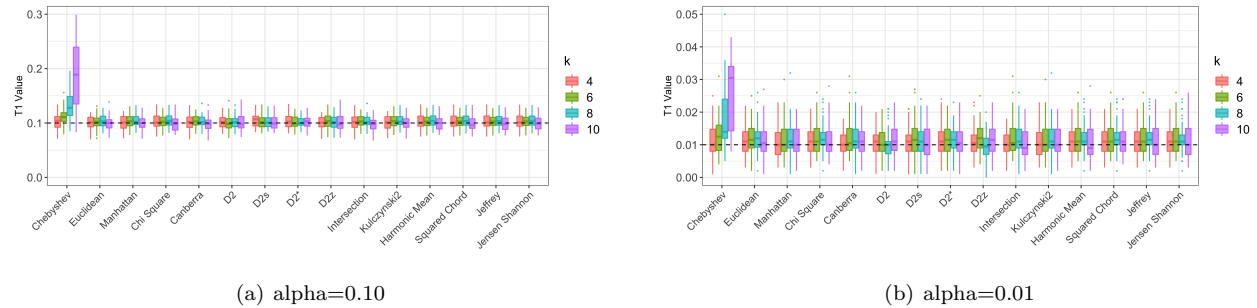 0.3
0.2
0.1
0.0
T1 Value
Chebyshev
Euclidean
Manhattan
Chi Square
Canberra
D2
D2s
D2*
D2z
Intersection
Kulczynski2
Harmonic Mean
Squared Chord
Jeffrey
Jensen Shannon
k
4
6
8
10
(a) alpha=0.10
0.05
0.04
0.03
0.02
0.01
0.00
T1 Value
Chebyshev
Euclidean
Manhattan
Chi Square
Canberra
D2
D2s
D2*
D2z
Intersection
Kulczynski2
Harmonic Mean
Squared Chord
Jeffrey
Jensen Shannon
k
4
6
8
10
(b) alpha=0.01